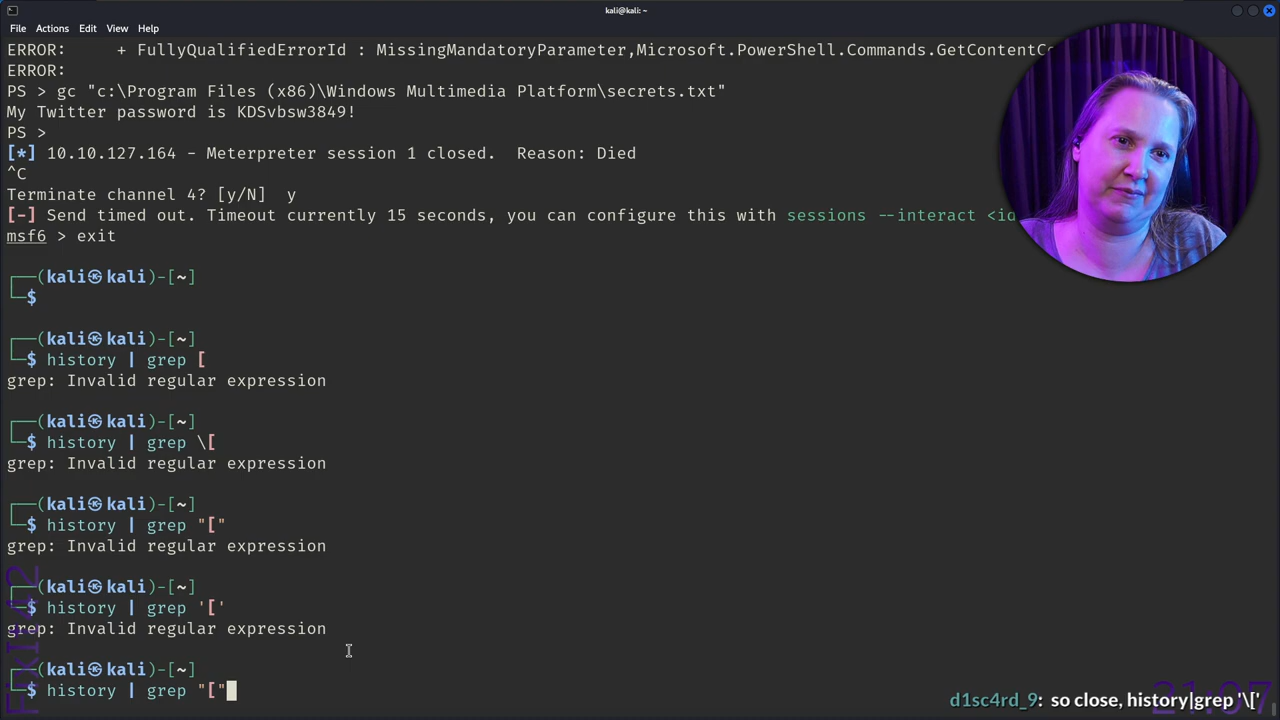 kali@kali: ~
File Actions Edit View Help
ERROR: + FullyQualifiedErrorId : MissingMandatoryParameter,Microsoft.PowerShell.Commands.GetContentCo
ERROR:
PS > gc "c:\Program Files (x86)\Windows Multimedia Platform\secrets.txt"
My Twitter password is KDSvbsw3849!
PS >
[*] 10.10.127.164 - Meterpreter session 1 closed. Reason: Died
^C
Terminate channel 4? [y/N] y
[-] Send timed out. Timeout currently 15 seconds, you can configure this with sessions --interact <id
msf6 > exit
┌──(kali㉿kali)-[~]
└─$
┌──(kali㉿kali)-[~]
└─$ history | grep [
grep: Invalid regular expression
┌──(kali㉿kali)-[~]
└─$ history | grep \[
grep: Invalid regular expression
┌──(kali㉿kali)-[~]
└─$ history | grep "["
grep: Invalid regular expression
┌──(kali㉿kali)-[~]
└─$ history | grep '['
grep: Invalid regular expression
┌──(kali㉿kali)-[~]
└─$ history | grep "["
FixIt42
21:07
d1sc4rd_9: so close, history|grep '\['